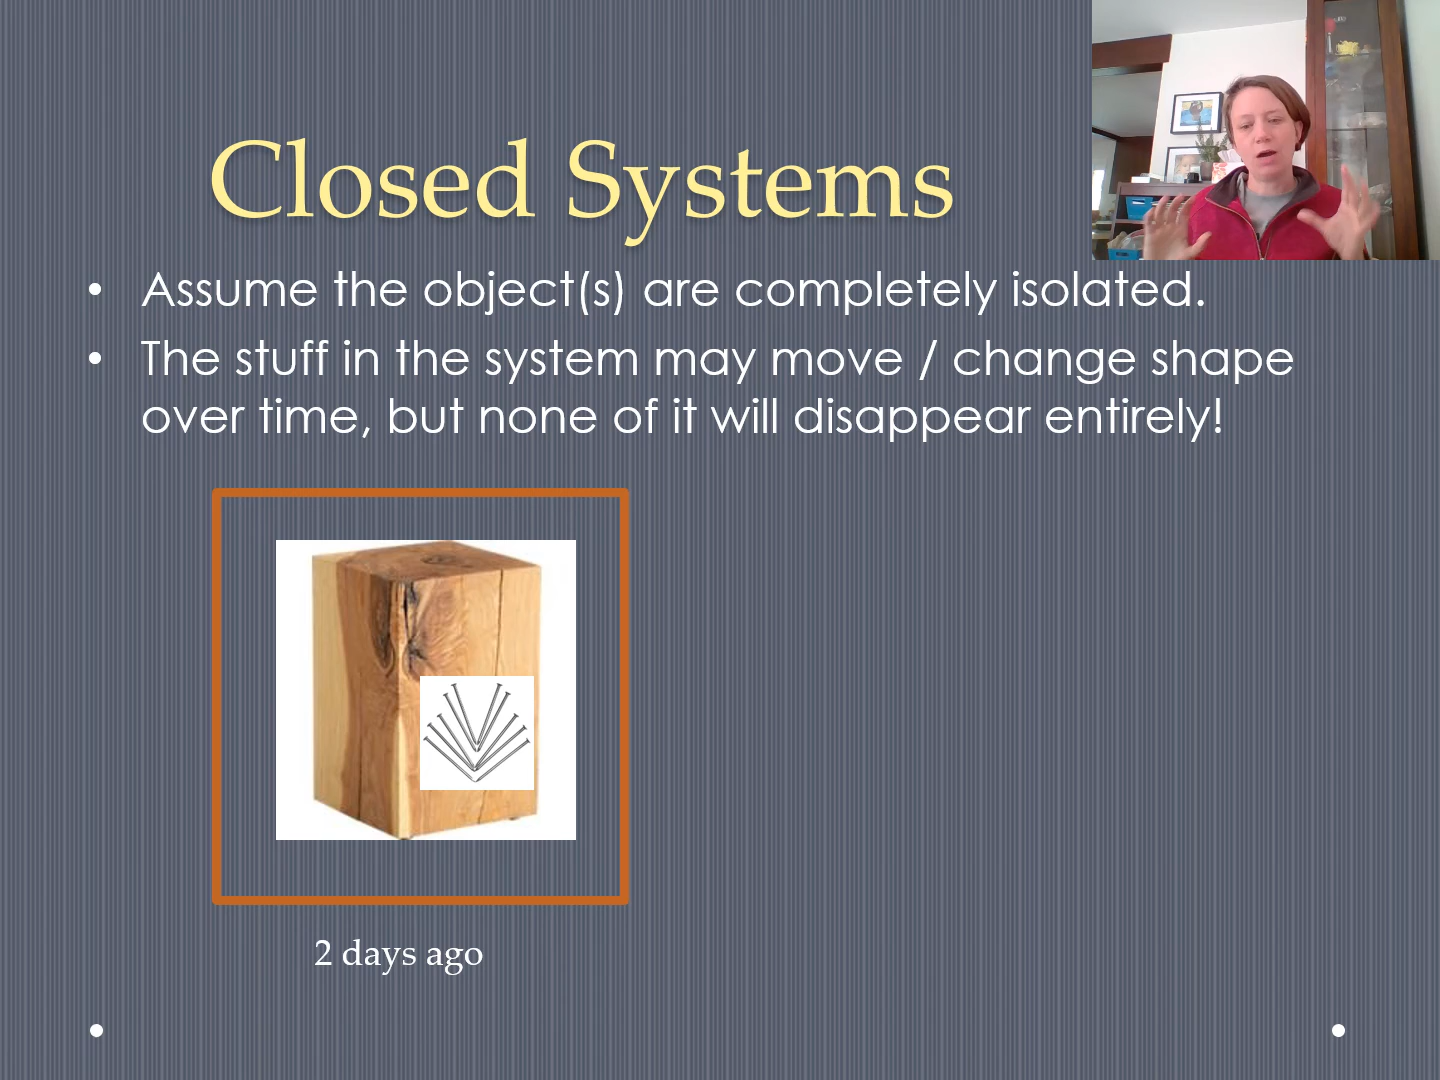 Closed Systems
• Assume the object(s) are completely isolated.
• The stuff in the system may move / change shape
over time, but none of it will disappear entirely!
2 days ago